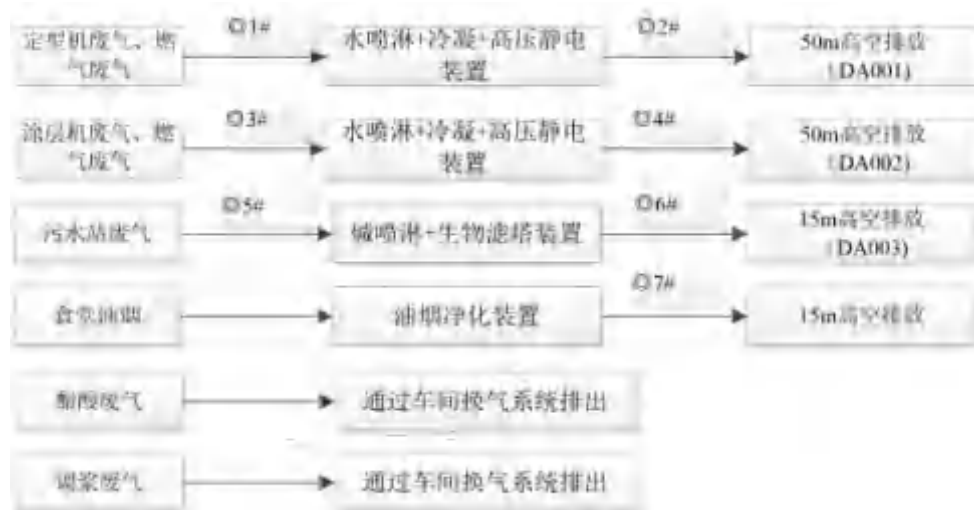 ◎1#
◎2#
定型机废气、燃
气废气
水喷淋+冷凝+高压静电
装置
50m高空排放
(DA001)
◎3#
◎4#
涂层机废气、燃
气废气
水喷淋+冷凝+高压静电
装置
50m高空排放
(DA002)
◎5#
◎6#
污水站废气
碱喷淋+生物滤塔装置
15m高空排放
(DA003)
◎7#
食堂油烟
油烟净化装置
15m高空排放
醋酸废气
通过车间换气系统排出
调浆废气
通过车间换气系统排出